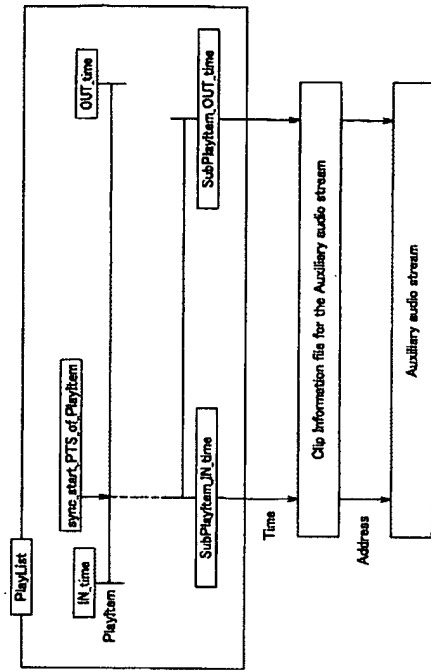 PlayList
IN_time
sync_start_PTS_of_PlayItem
OUT_time
PlayItem
SubPlayItem_IN_time
SubPlayItem_OUT_time
Time
Clip Information file for the Auxiliary audio stream
Address
Auxiliary audio stream